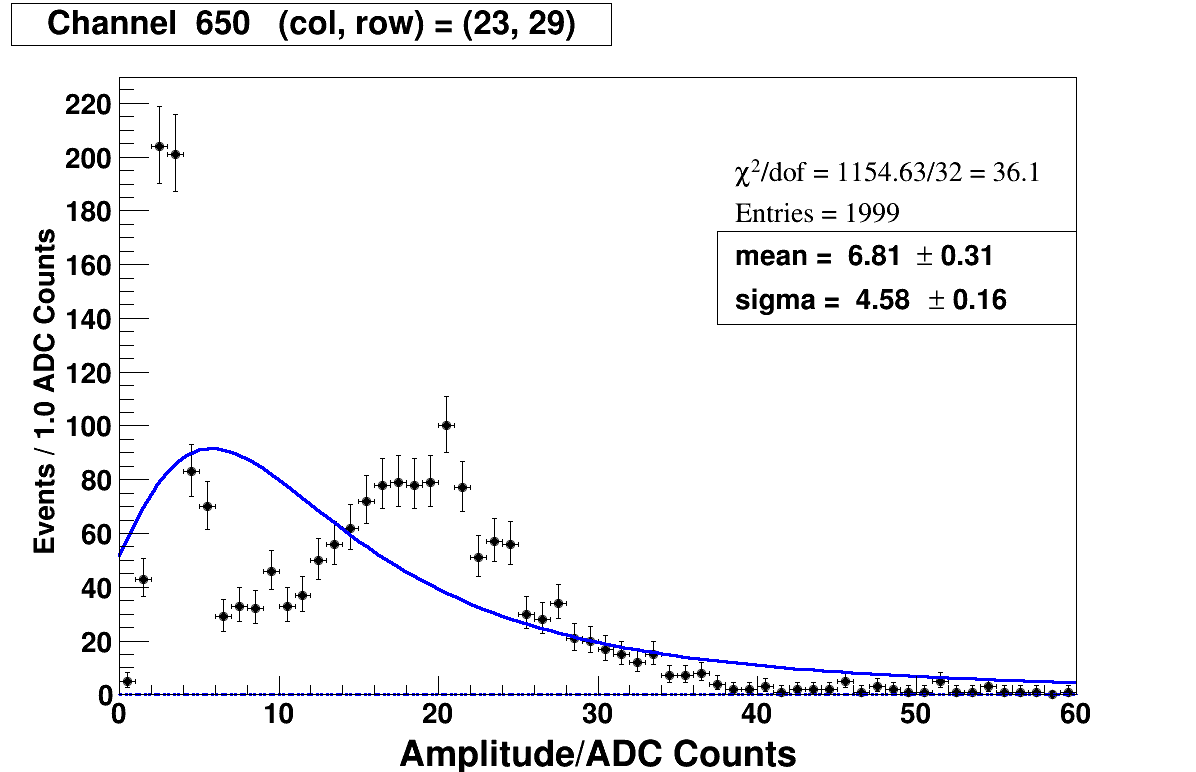 Channel 650 (col, row) = (23, 29)
220
200
180
160
140
120
100
80
60
40
20
0
Events / 1.0 ADC Counts
χ²/dof = 1154.63/32 = 36.1
Entries = 1999
mean = 6.81 ± 0.31
sigma = 4.58 ± 0.16
0 10 20 30 40 50 60
Amplitude/ADC Counts